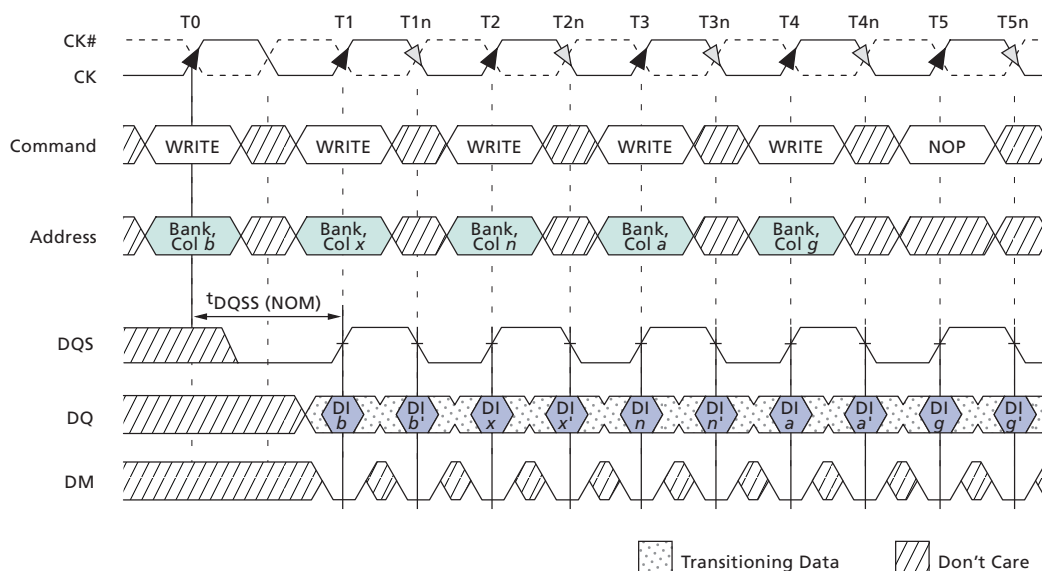 T0 T1 T1n T2 T2n T3 T3n T4 T4n T5 T5n
CK#
CK
Command WRITE WRITE WRITE WRITE WRITE NOP
Address Bank, Col b Bank, Col x Bank, Col n Bank, Col a Bank, Col g
tDQSS (NOM)
DQS
DQ DI b DI b' DI x DI x' DI n DI n' DI a DI a' DI g DI g'
DM
Transitioning Data Don't Care